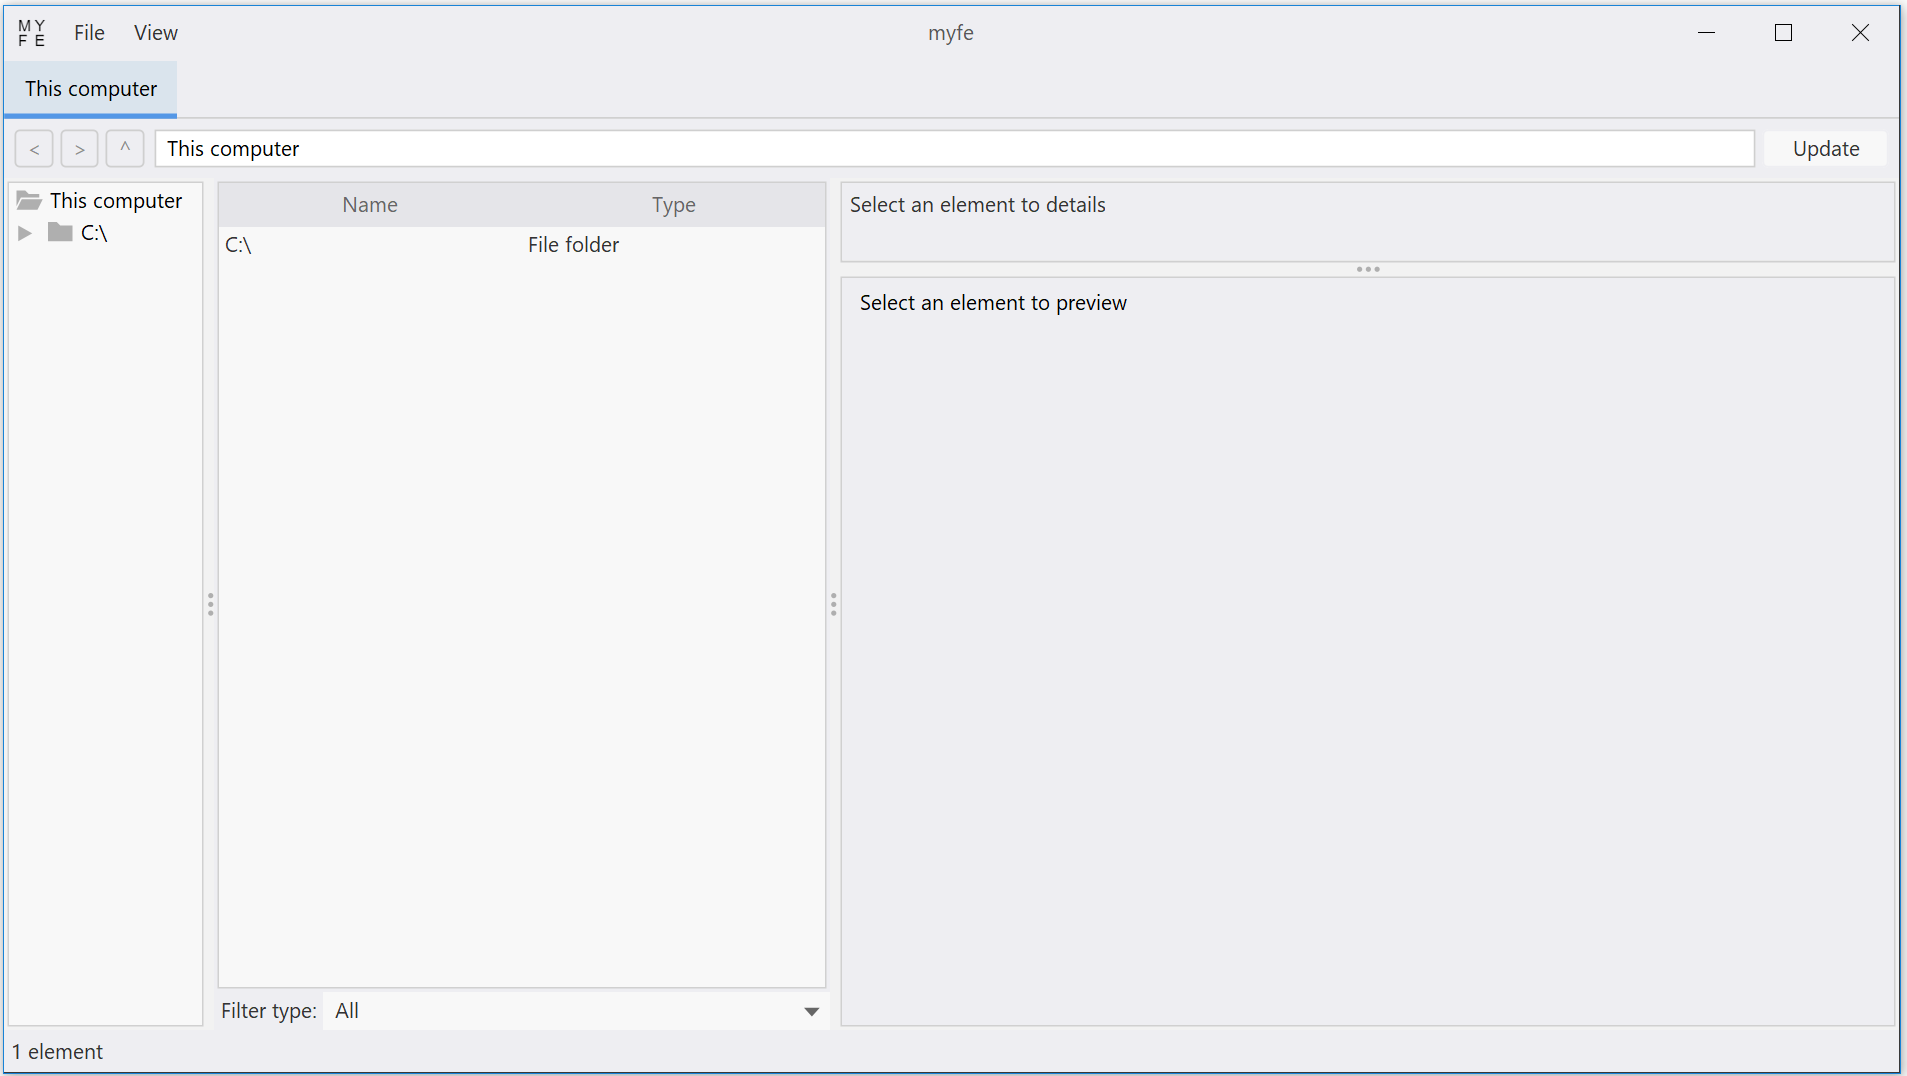 MY
FE
File View
myfe
This computer
< > ^ This computer Update
This computer
C:\
Name Type
C:\ File folder
Select an element to details
Select an element to preview
Filter type: All
1 element